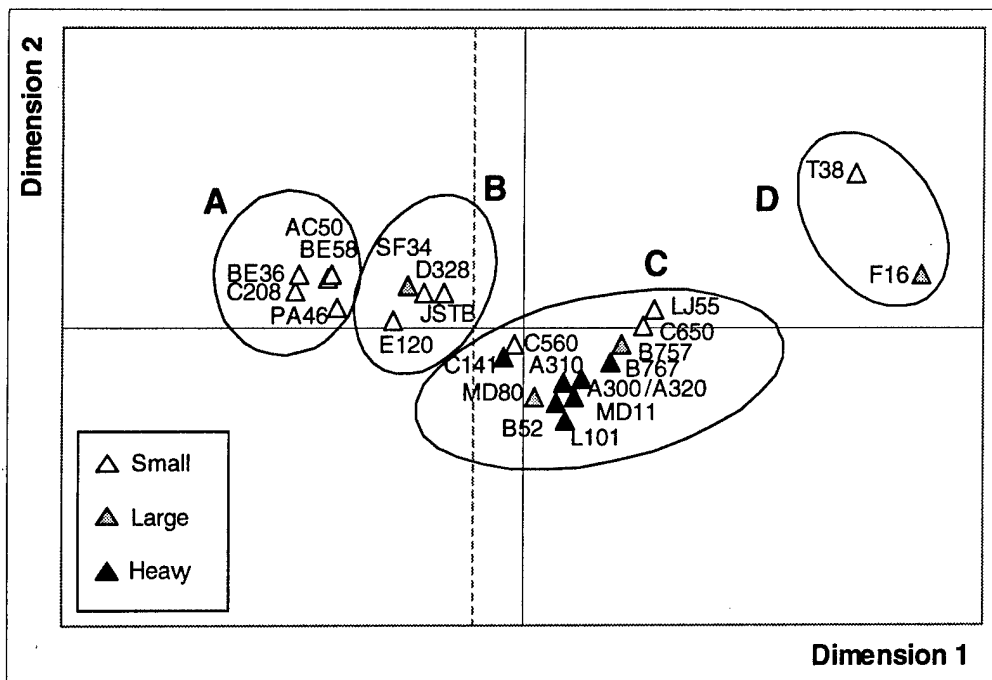 Dimension 2
A
B
C
D
T38
F16
AC50
BE58
BE36
C208
PA46
SF34
D328
JSTB
E120
LJ55
C650
B757
B767
C560
C141
A310
A300/A320
MD80
MD11
B52
L101
Small
Large
Heavy
Dimension 1